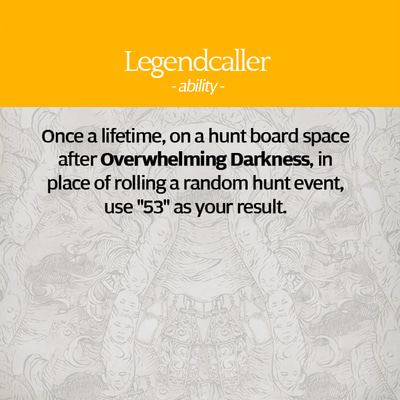 Legendcaller
- ability -
Once a lifetime, on a hunt board space
after Overwhelming Darkness, in
place of rolling a random hunt event,
use "53" as your result.